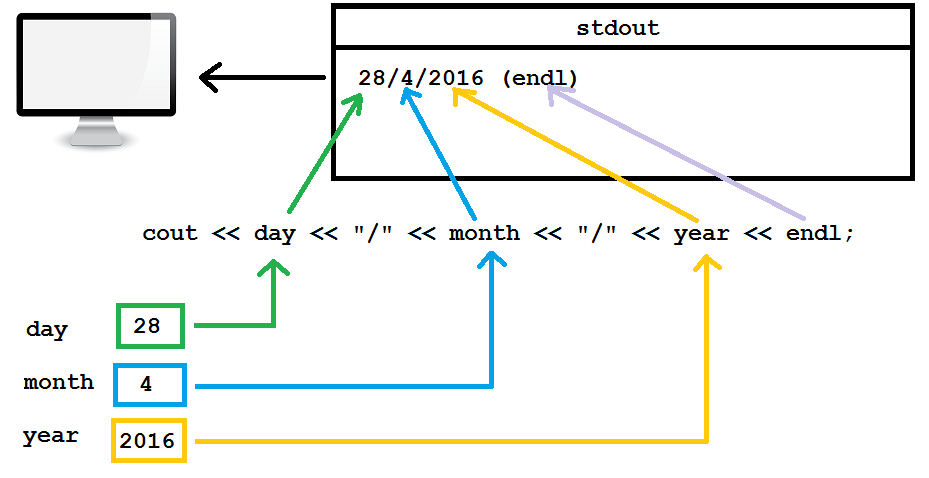 stdout
28/4/2016 (endl)
cout << day << "/" << month << "/" << year << endl;
day 28
month 4
year 2016